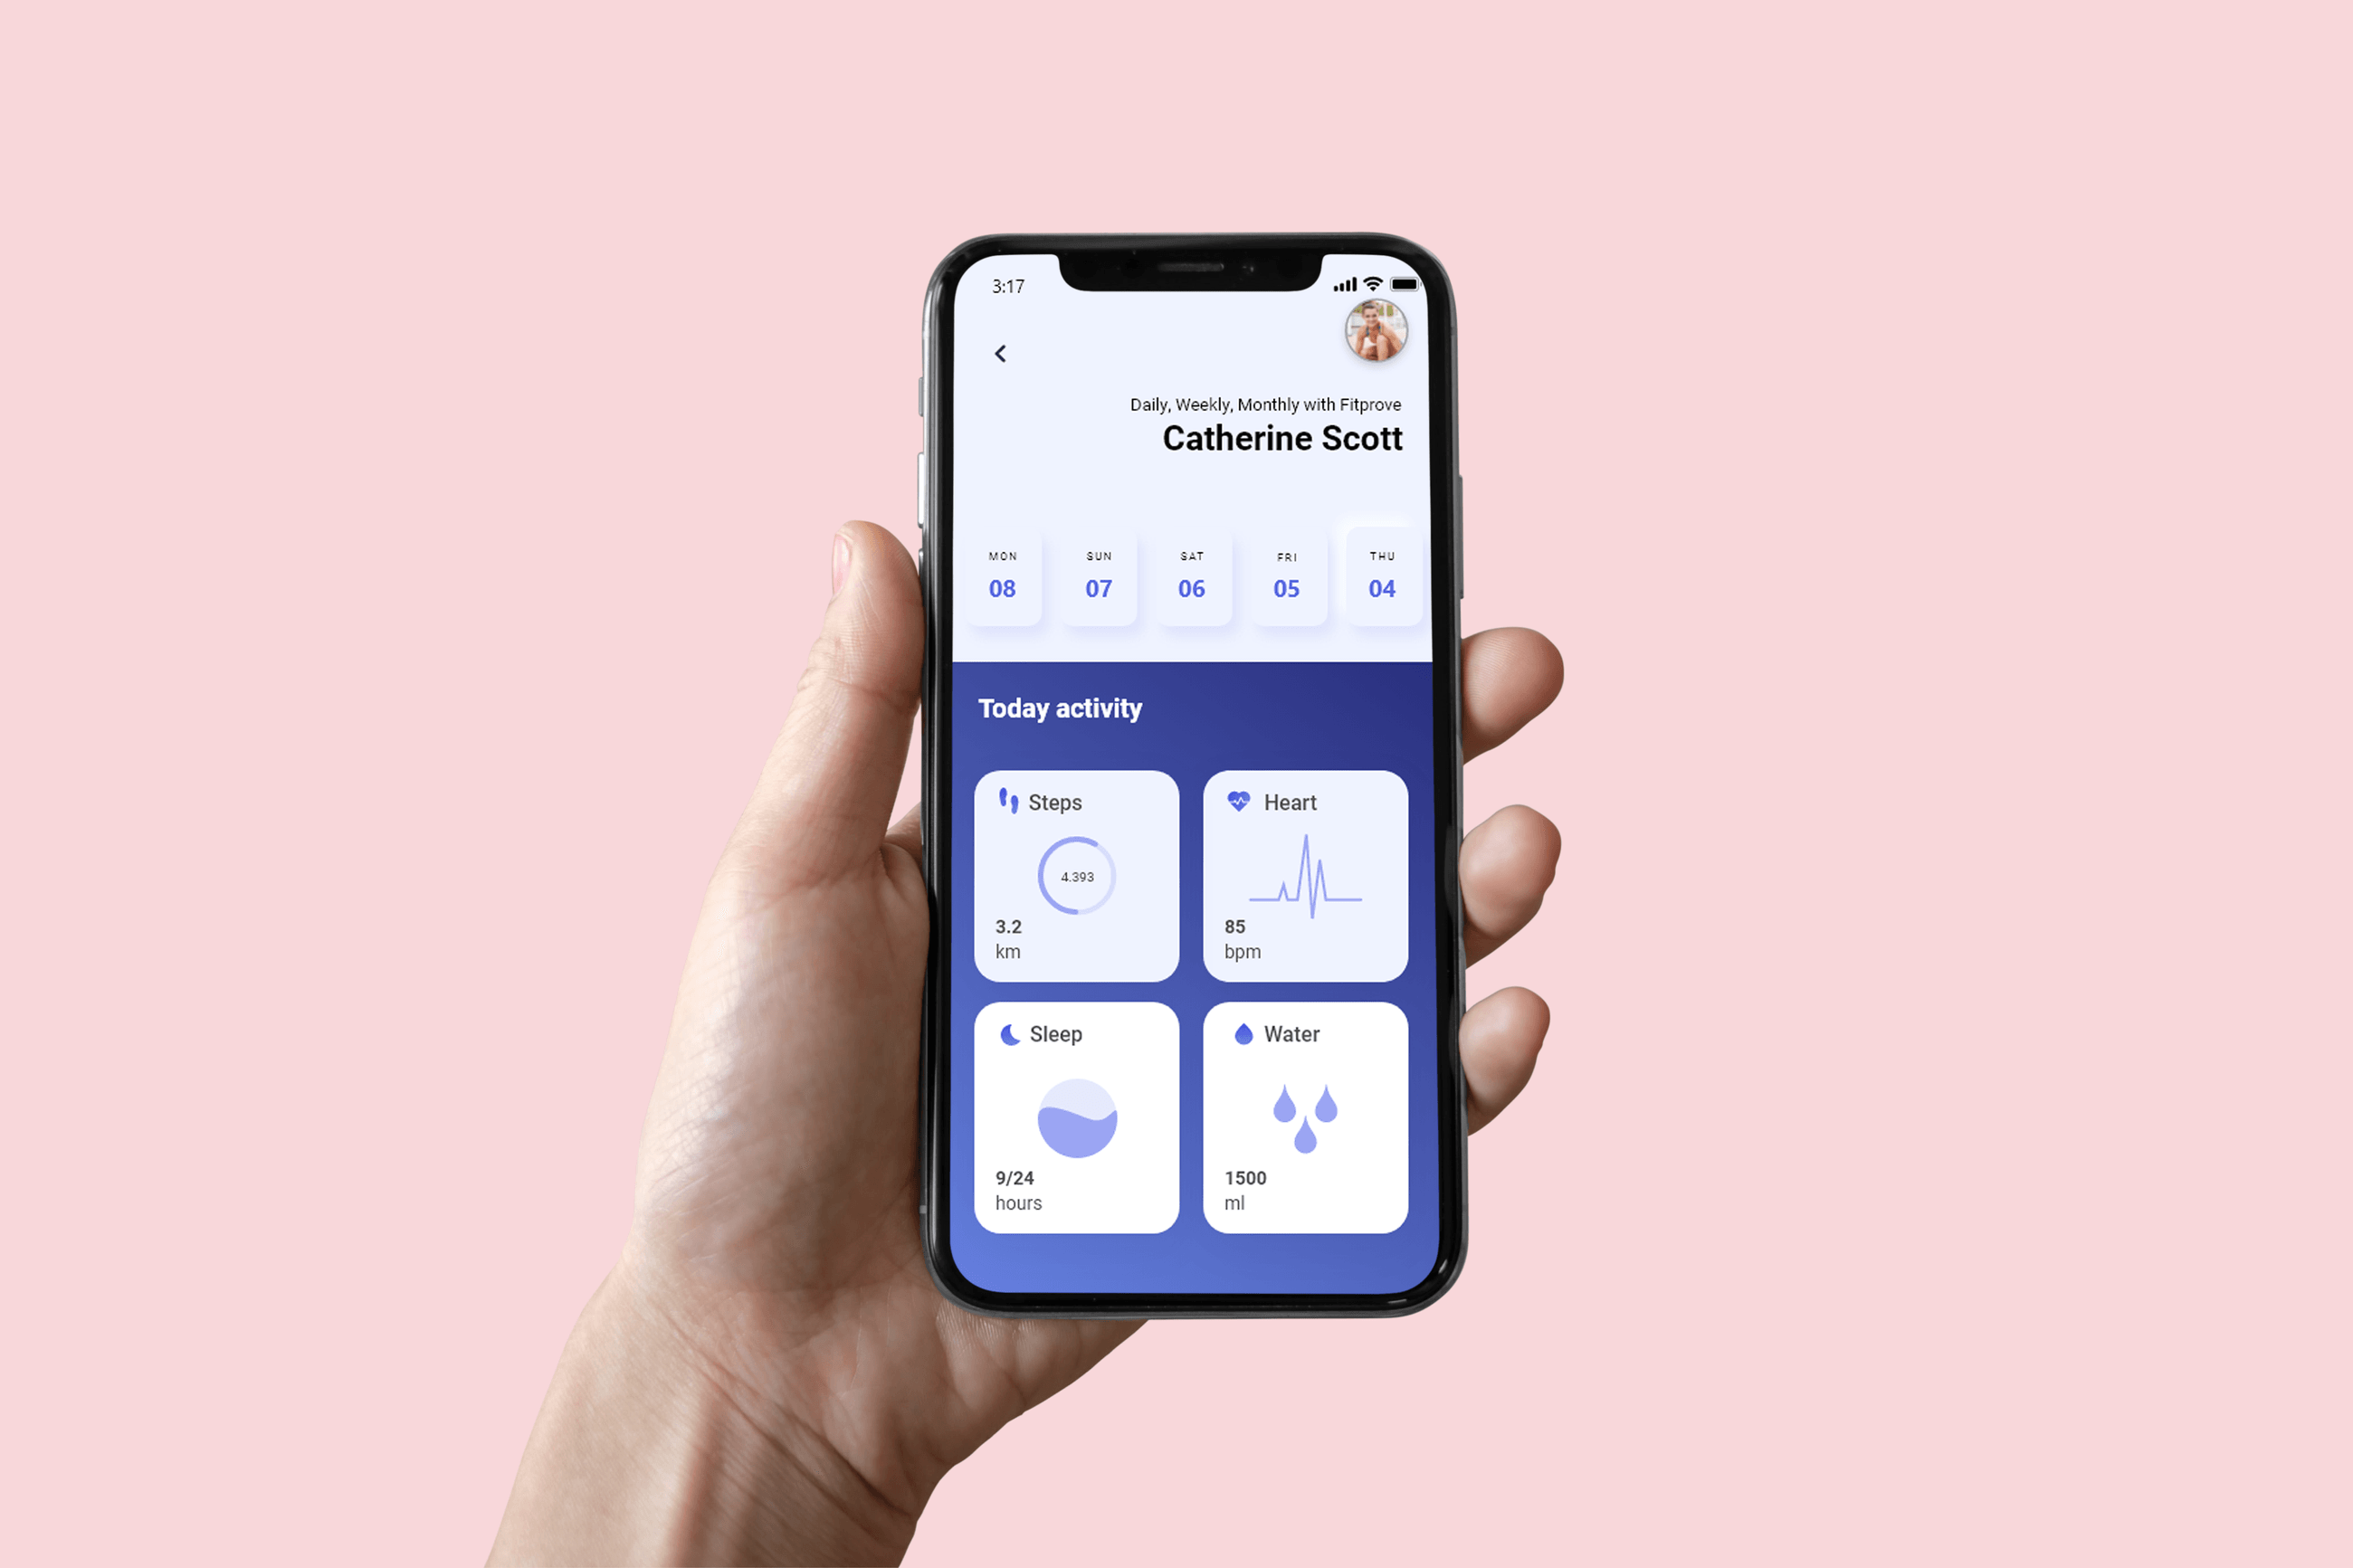 3:17
Daily, Weekly, Monthly with Fitprove
Catherine Scott
MON SUN SAT FRI THU
08 07 06 05 04
Today activity
Steps
4.393
3.2
km
Heart
85
bpm
Sleep
9/24
hours
Water
1500
ml